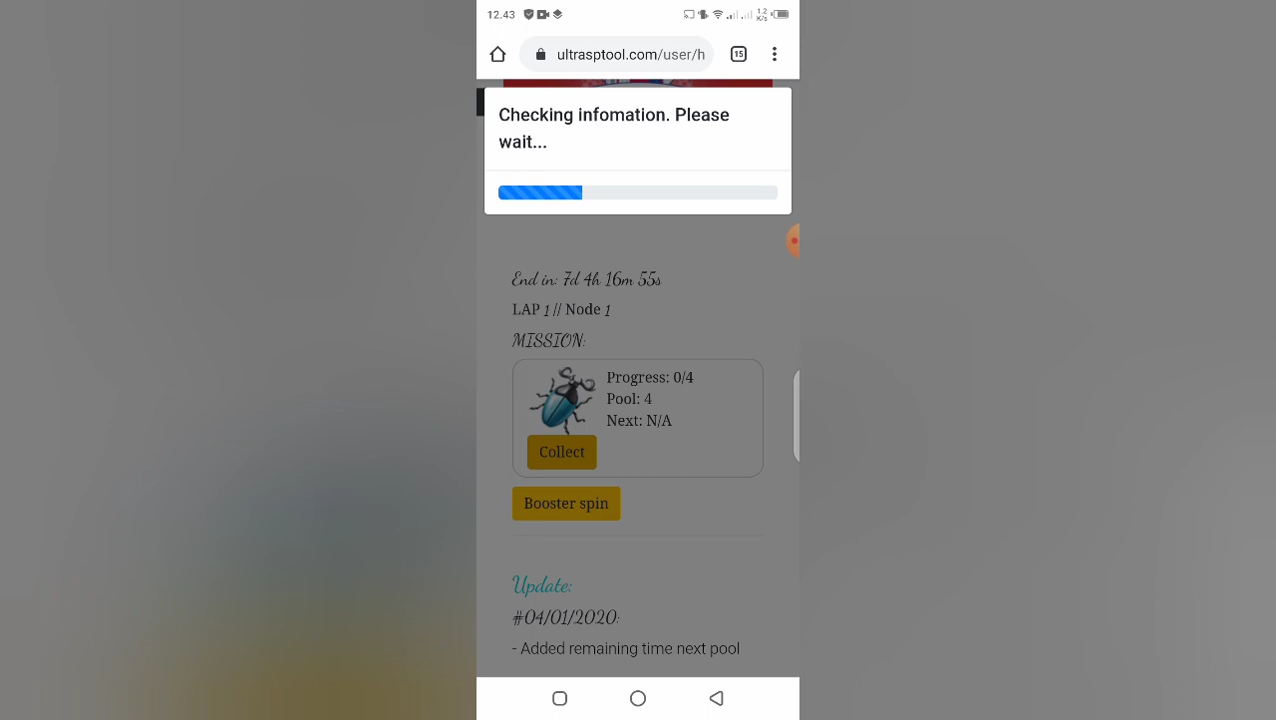 12.43
1.2
K/s
ultrasptool.com/user/h
15
Checking infomation. Please
wait...
End in: 7d 4h 16m 55s
LAP 1 // Node 1
MISSION:
Progress: 0/4
Pool: 4
Next: N/A
Collect
Booster spin
Update:
#04/01/2020:
- Added remaining time next pool